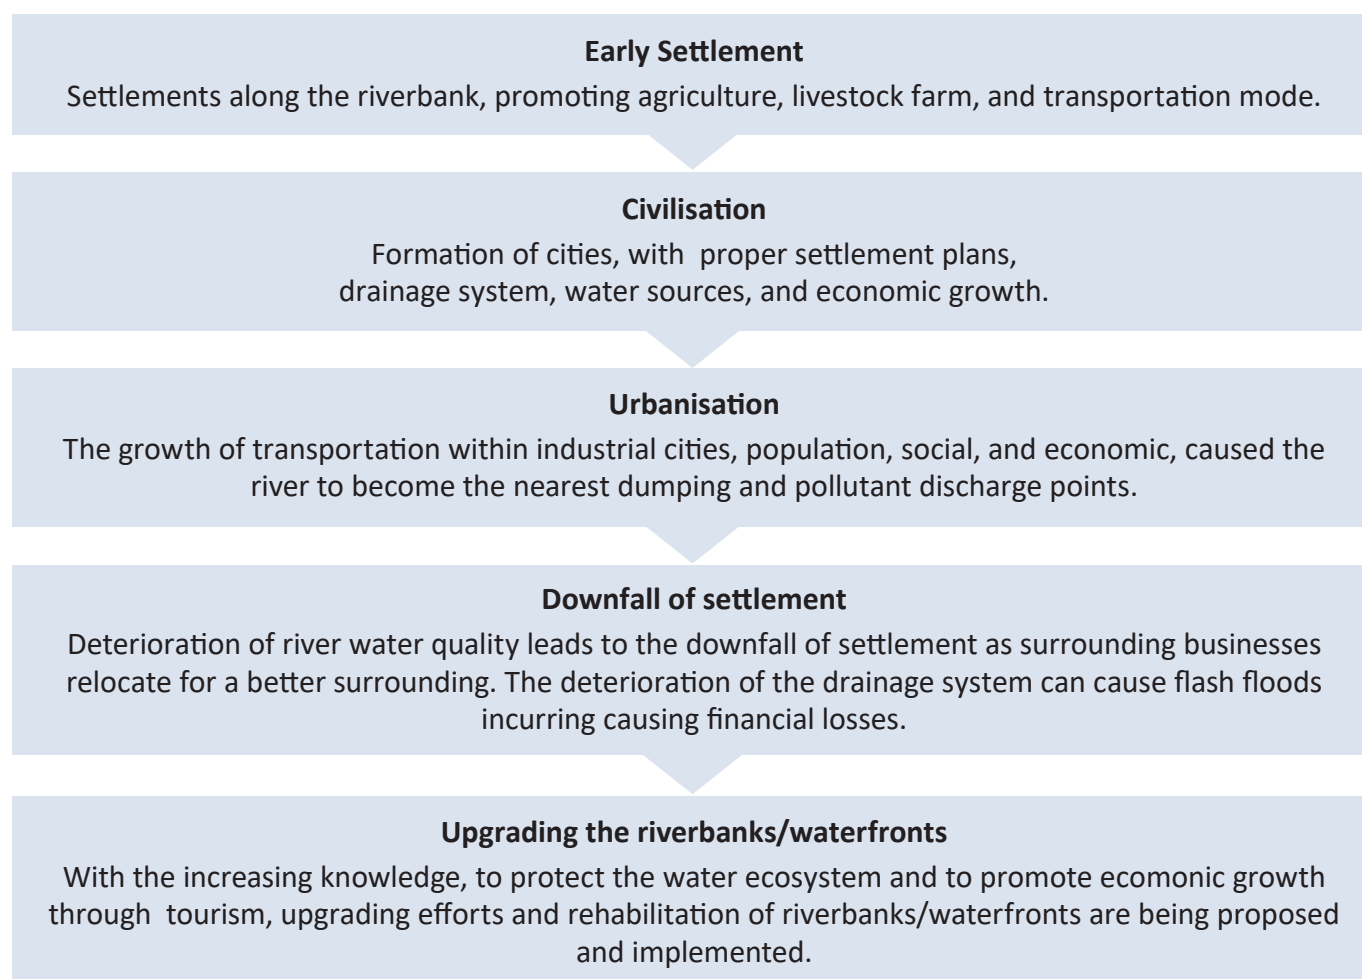 Early Settlement
Settlements along the riverbank, promoting agriculture, livestock farm, and transportation mode.
Civilisation
Formation of cities, with  proper settlement plans,
drainage system, water sources, and economic growth.
Urbanisation
The growth of transportation within industrial cities, population, social, and economic, caused the
river to become the nearest dumping and pollutant discharge points.
Downfall of settlement
Deterioration of river water quality leads to the downfall of settlement as surrounding businesses
relocate for a better surrounding. The deterioration of the drainage system can cause flash floods
incurring causing financial losses.
Upgrading the riverbanks/waterfronts
With the increasing knowledge, to protect the water ecosystem and to promote ecomonic growth
through  tourism, upgrading efforts and rehabilitation of riverbanks/waterfronts are being proposed
and implemented.